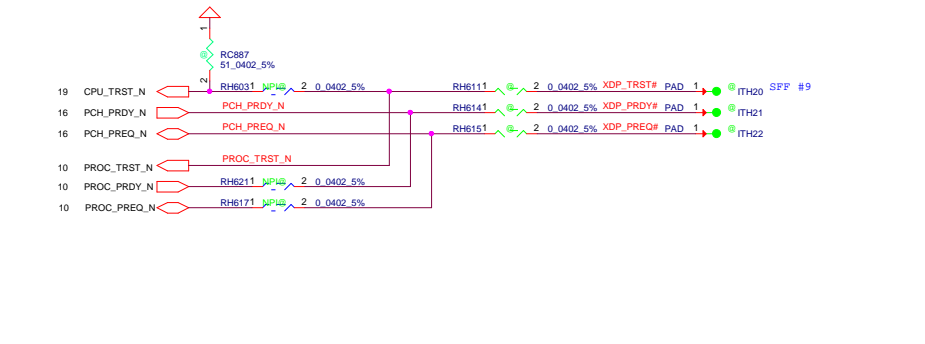 1
@ RC887
51_0402_5%
2
19 CPU_TRST_N RH603 1 NPI@ 2 0_0402_5% RH611 1 @ 2 0_0402_5% XDP_TRST# PAD 1 @ ITH20 SFF #9
16 PCH_PRDY_N PCH_PRDY_N RH614 1 @ 2 0_0402_5% XDP_PRDY# PAD 1 @ ITH21
16 PCH_PREQ_N PCH_PREQ_N RH615 1 @ 2 0_0402_5% XDP_PREQ# PAD 1 @ ITH22
10 PROC_TRST_N PROC_TRST_N
10 PROC_PRDY_N RH621 1 NPI@ 2 0_0402_5%
10 PROC_PREQ_N RH617 1 NPI@ 2 0_0402_5%